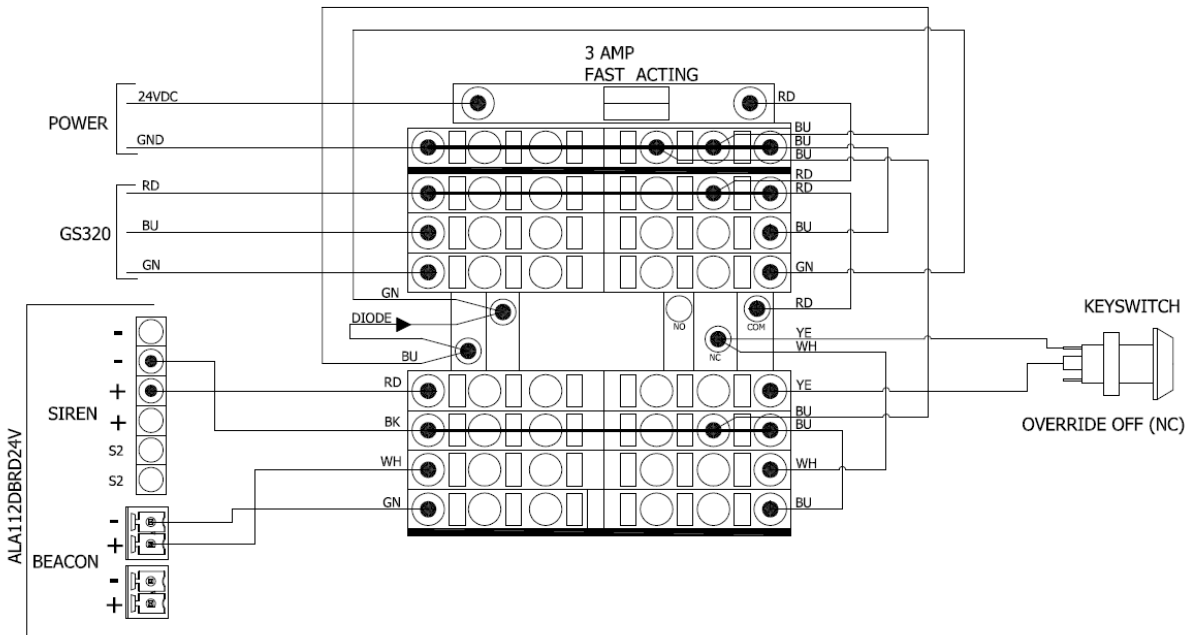 3 AMP
FAST ACTING
24VDC
RD
POWER
BU
GND
BU
BU
RD
RD
RD
GS320
BU
BU
GN
GN
GN
RD
KEYSWITCH
DIODE
NO
COM
YE
WH
BU
NC
-
-
RD
YE
+
SIREN
+
BK
BU
BU
OVERRIDE OFF (NC)
S2
WH
WH
S2
GN
BU
-
+
BEACON
-
+
ALA112DBRD24V